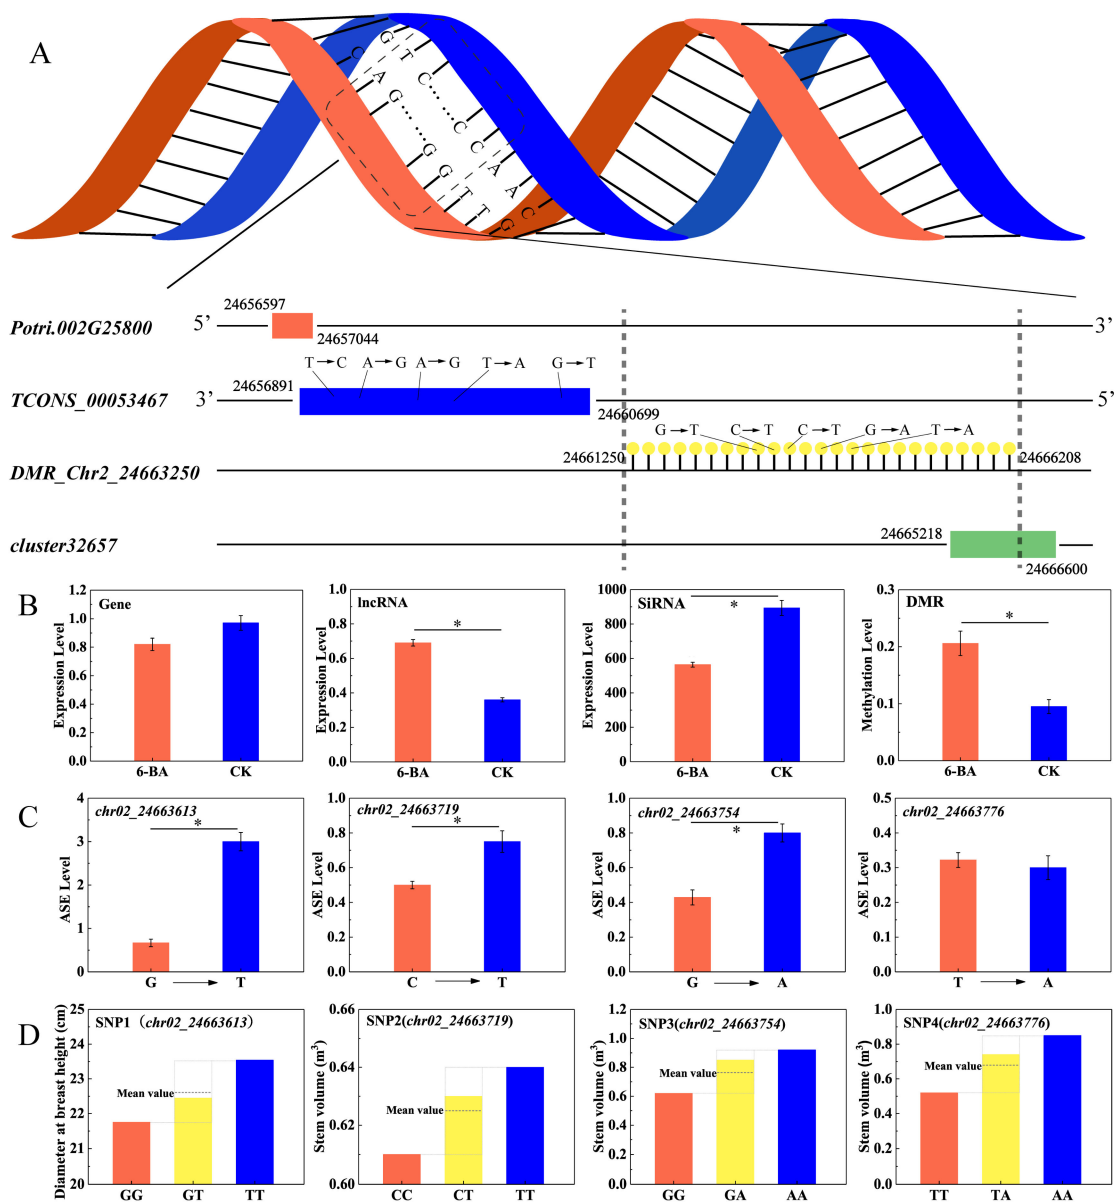 A
G T C ...... C C A A C
C A G ...... G G T T G
24656597
Potri.002G25800 5’ 3’
24657044
T→C A→G A→G T→A G→T
24656891
TCONS_00053467 3’ 5’
24660699
G→T C→T C→T G→A T→A
24661250 24666208
DMR_Chr2_24663250
24665218
cluster32657
24666600
B
Gene
Expression Level
1.2
1.0
0.8
0.6
0.4
0.2
0.0
6-BA CK
lncRNA
Expression Level
*
0.9
0.8
0.7
0.6
0.4
0.2
0.1
0.0
6-BA CK
SiRNA
Expression Level
*
1000
800
600
400
200
0
6-BA CK
DMR
Methylation Level
*
0.3
0.2
0.1
0.0
6-BA CK
C
chr02_24663613
ASE Level
*
4
3
2
1
0
G → T
chr02_24663719
ASE Level
*
1.0
0.8
0.6
0.4
0.2
0.0
C → T
chr02_24663754
ASE Level
*
1.0
0.8
0.6
0.4
0.2
0.0
G → A
chr02_24663776
ASE Level
0.5
0.4
0.3
0.2
0.1
0.0
T → A
D
SNP1（chr02_24663613）
Diameter at breast height (cm)
Mean value
25
24
23
22
21
20
GG GT TT
SNP2(chr02_24663719)
Stem volume (m³)
Mean value
0.66
0.64
0.62
0.60
CC CT TT
SNP3(chr02_24663754)
Stem volume (m³)
Mean value
1.2
1.0
0.8
0.6
0.4
0.2
0.0
GG GA AA
SNP4(chr02_24663776)
Stem volume (m³)
Mean value
1.0
0.8
0.6
0.4
0.2
0.0
TT TA AA